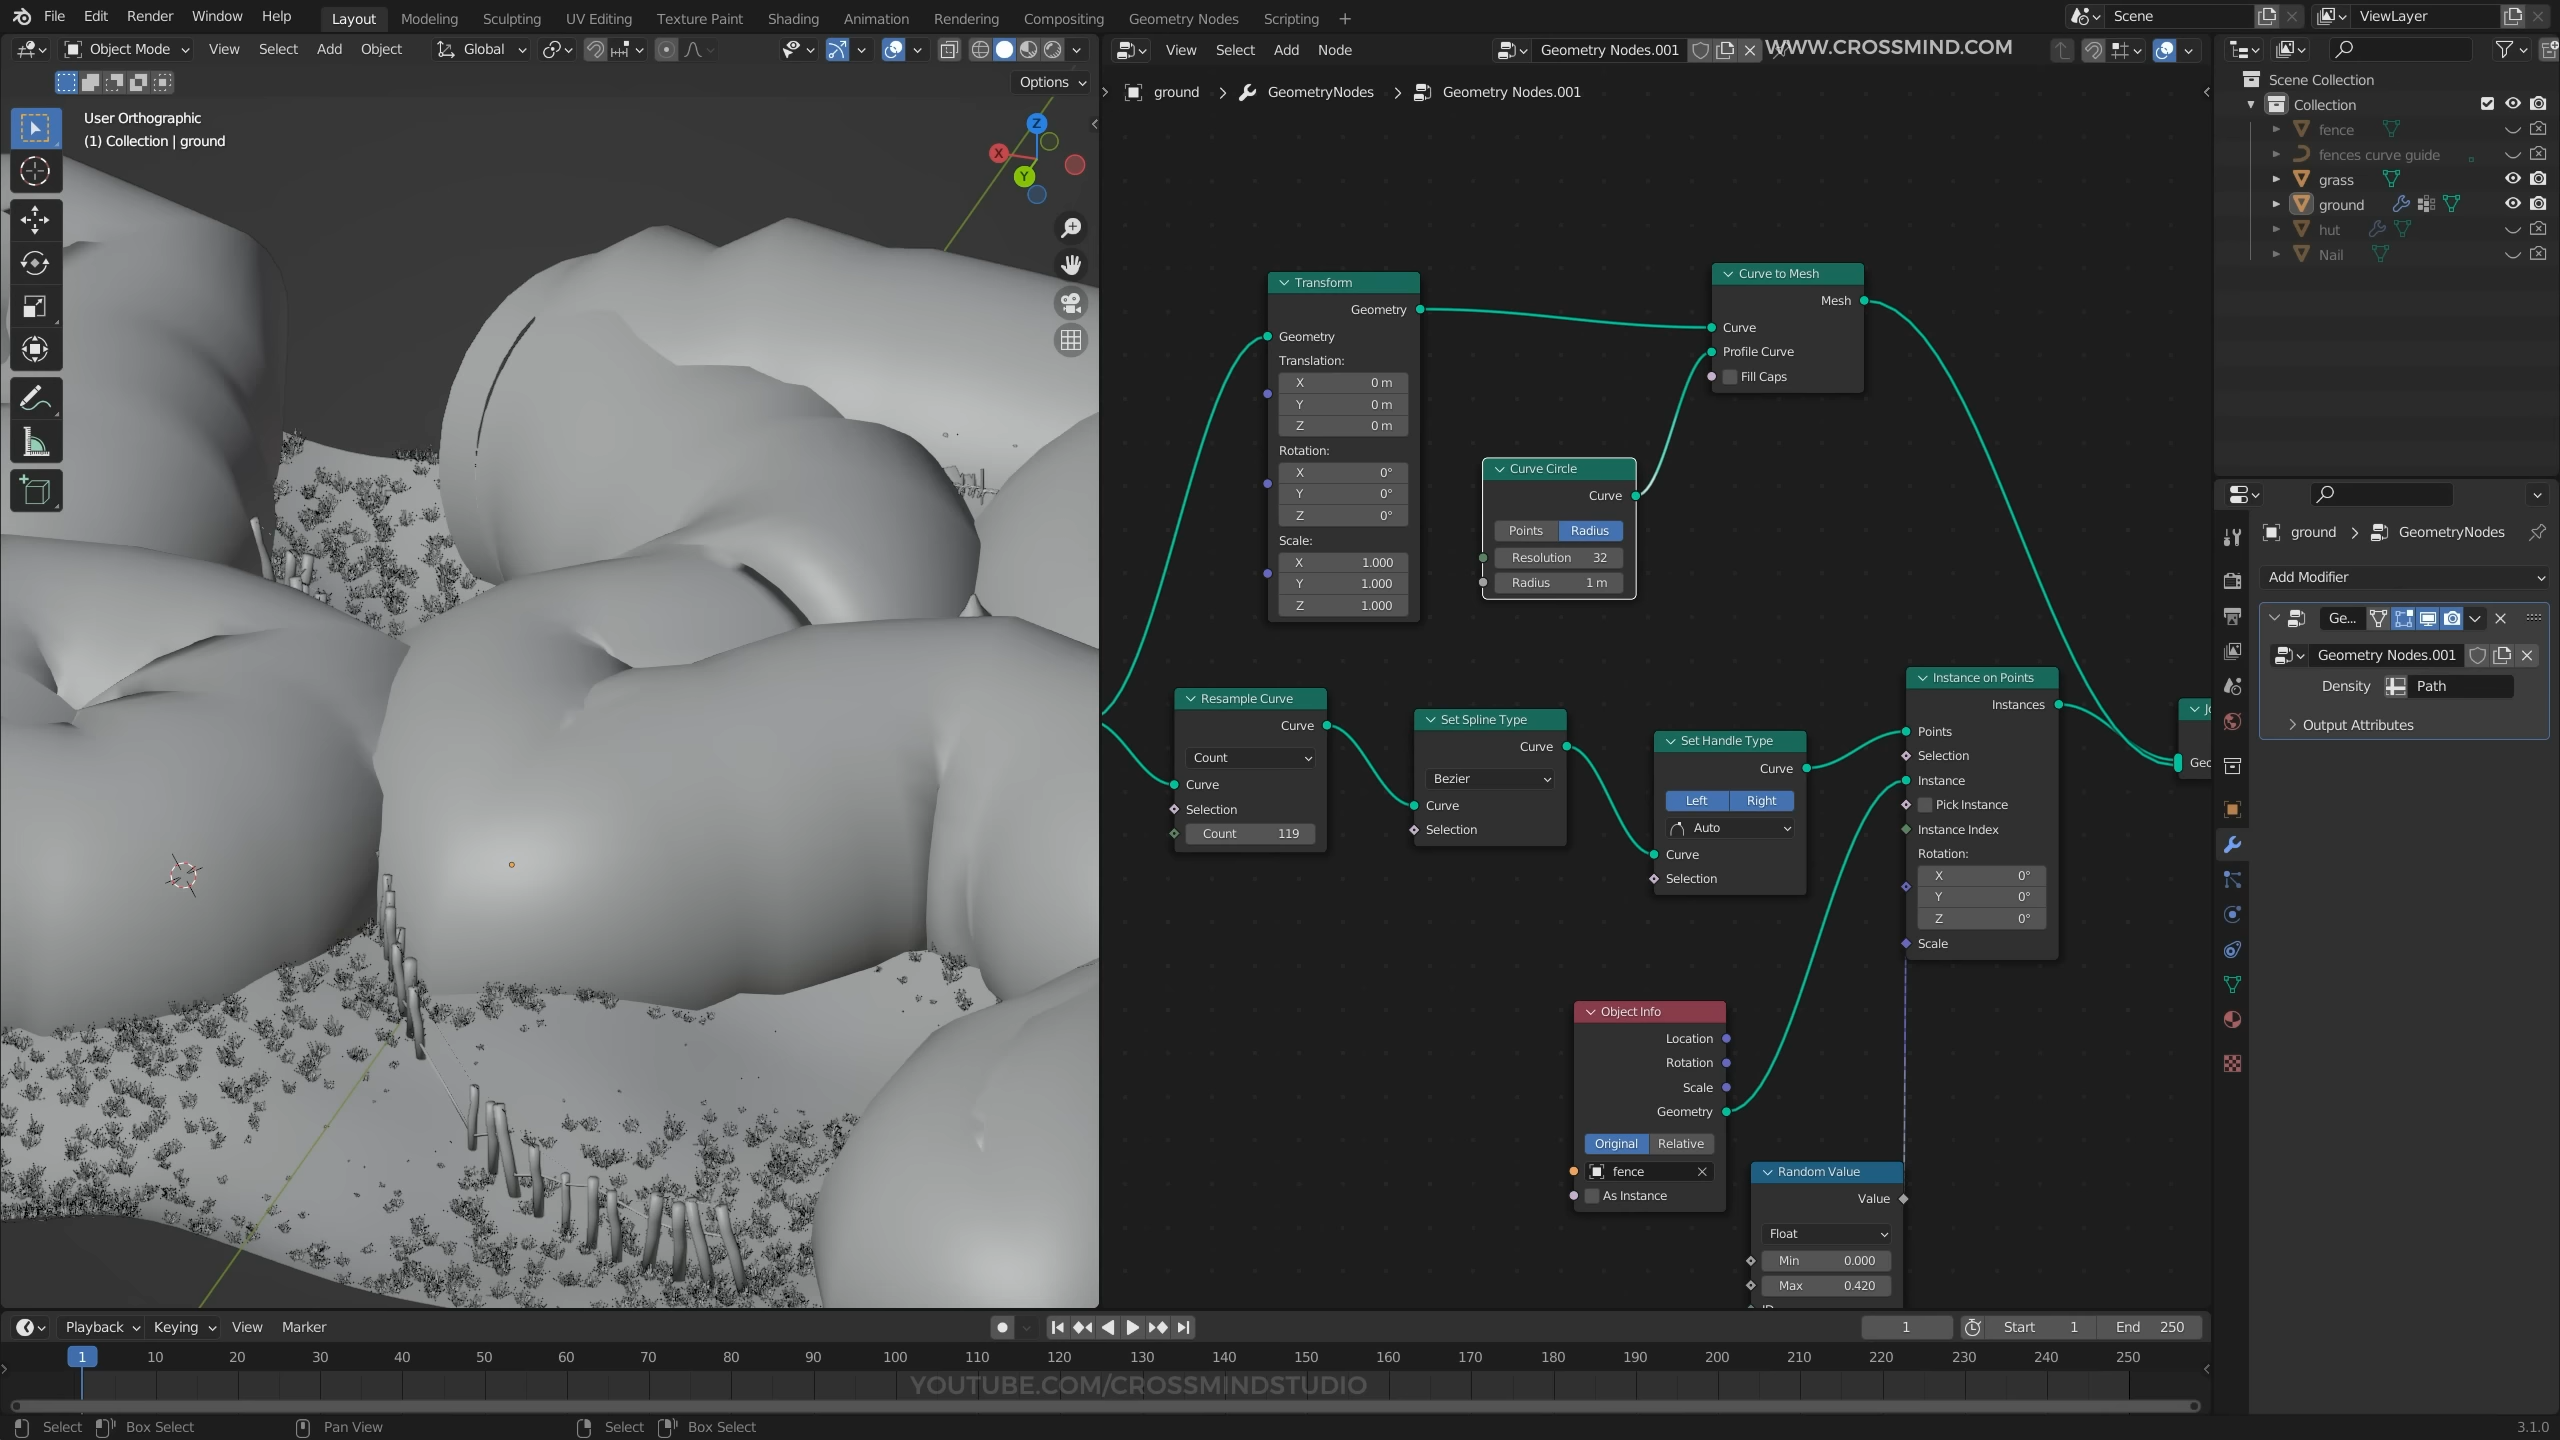 File Edit Render Window Help Layout Modeling Sculpting UV Editing Texture Paint Shading Animation Rendering Compositing Geometry Nodes Scripting + Scene ViewLayer
Object Mode View Select Add Object Global View Select Add Node Geometry Nodes.001 WWW.CROSSMIND.COM
Options
ground > GeometryNodes > Geometry Nodes.001
User Orthographic
(1) Collection | ground
Z
X
Y
Scene Collection
Collection
fence
fences curve guide
grass
ground
hut
Nail
Transform
Geometry
Geometry
Translation:
X 0 m
Y 0 m
Z 0 m
Rotation:
X 0°
Y 0°
Z 0°
Scale:
X 1.000
Y 1.000
Z 1.000
Curve to Mesh
Mesh
Curve
Profile Curve
Fill Caps
Curve Circle
Curve
Points Radius
Resolution 32
Radius 1 m
Resample Curve
Curve
Count
Curve
Selection
Count 119
Set Spline Type
Curve
Bezier
Curve
Selection
Set Handle Type
Curve
Left Right
Auto
Curve
Selection
Instance on Points
Instances
Points
Selection
Instance
Pick Instance
Instance Index
Rotation:
X 0°
Y 0°
Z 0°
Scale
Object Info
Location
Rotation
Scale
Geometry
Original Relative
fence
As Instance
Random Value
Value
Float
Min 0.000
Max 0.420
ground > GeometryNodes
Add Modifier
Ge...
Geometry Nodes.001
Density Path
Output Attributes
Playback Keying View Marker 1 Start 1 End 250
1 10 20 30 40 50 60 70 80 90 100 110 120 130 140 150 160 170 180 190 200 210 220 230 240 250
YOUTUBE.COM/CROSSMINDSTUDIO
Select Box Select Pan View Select Box Select 3.1.0